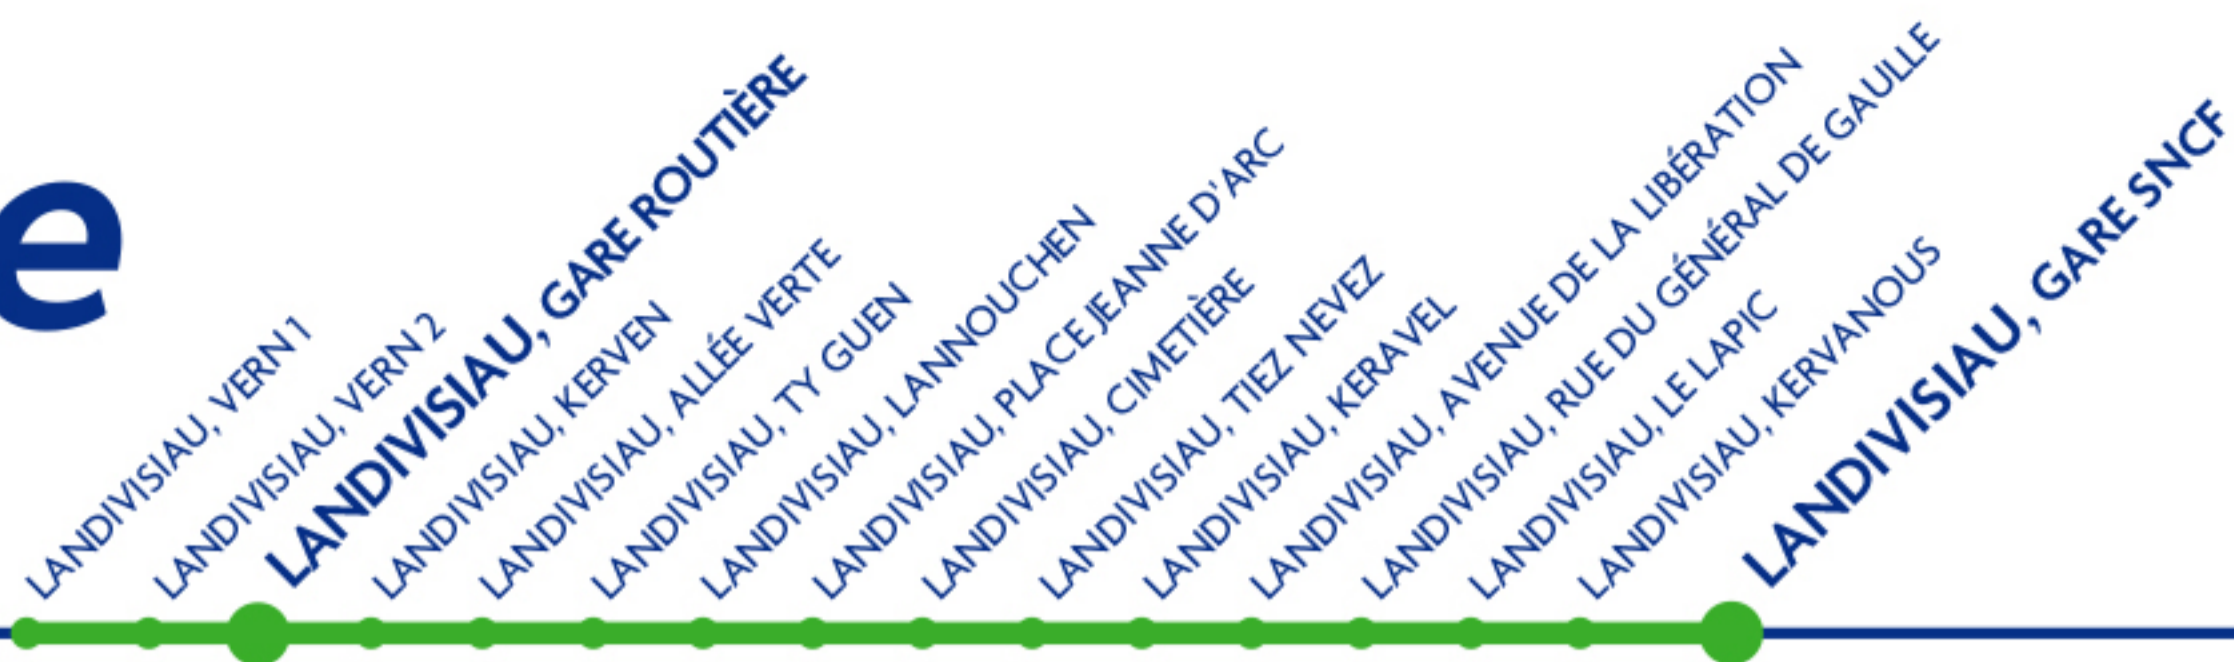 e
LANDIVISIAU, VERN 1
LANDIVISIAU, VERN 2
LANDIVISIAU, GARE ROUTIÈRE
LANDIVISIAU, KERVEN
LANDIVISIAU, ALLÉE VERTE
LANDIVISIAU, TY GUEN
LANDIVISIAU, LANNOUCHEN
LANDIVISIAU, PLACE JEANNE D'ARC
LANDIVISIAU, CIMETIÈRE
LANDIVISIAU, TIEZ NEVEZ
LANDIVISIAU, KERAVEL
LANDIVISIAU, AVENUE DE LA LIBÉRATION
LANDIVISIAU, RUE DU GÉNÉRAL DE GAULLE
LANDIVISIAU, LE LAPIC
LANDIVISIAU, KERVANOUS
LANDIVISIAU, GARE SNCF